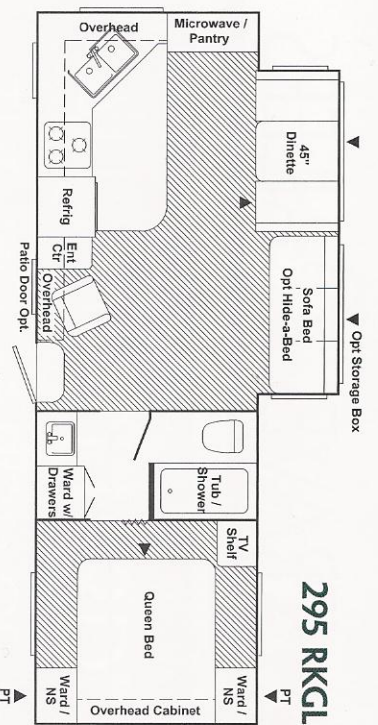 Overhead
Microwave /
Pantry
45"
Dinette
Refrig
Ent
Ctr
Overhead
Patio Door Opt.
Sofa Bed
Opt Hide-a-Bed
Opt Storage Box
Ward w/
Drawers
Tub /
Shower
TV
Shelf
Queen Bed
295 RKGL
Ward /
NS
Overhead Cabinet
Ward /
NS
PT
PT